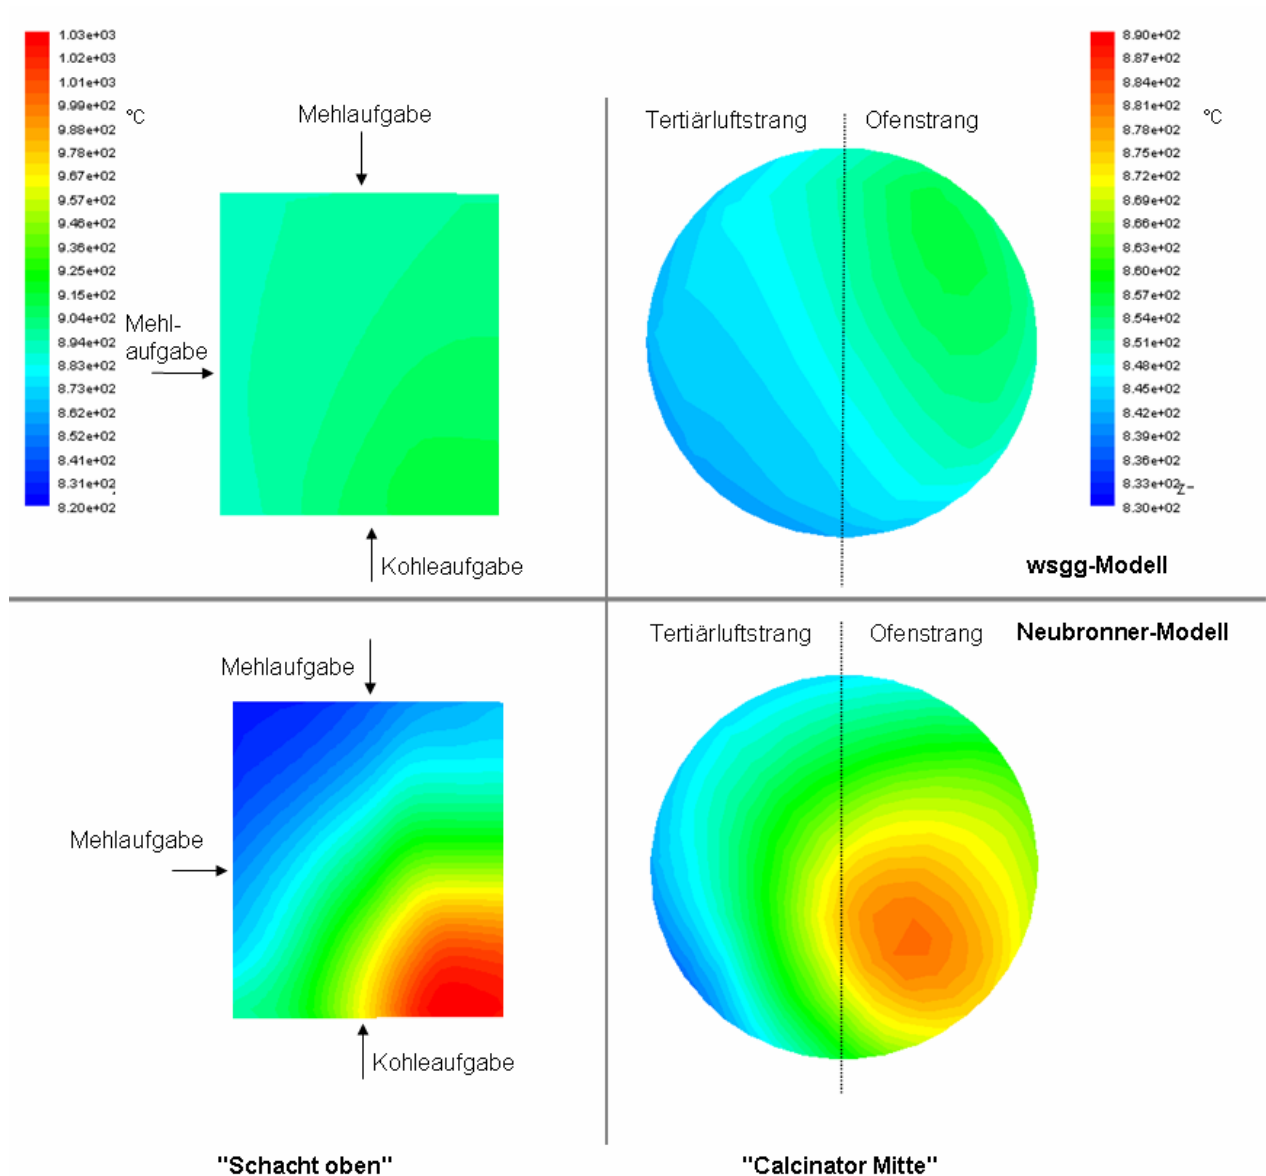 1.03e+03
1.02e+03
1.01e+03
9.99e+02
9.88e+02
9.78e+02
9.67e+02
9.57e+02
9.46e+02
9.36e+02
9.25e+02
9.15e+02
9.04e+02
8.94e+02
8.83e+02
8.73e+02
8.62e+02
8.52e+02
8.41e+02
8.31e+02
8.20e+02
°C
Mehlaufgabe
Mehl-
aufgabe
Kohleaufgabe
Tertiärluftstrang Ofenstrang
8.90e+02
8.87e+02
8.84e+02
8.81e+02
8.78e+02
8.75e+02
8.72e+02
8.69e+02
8.66e+02
8.63e+02
8.60e+02
8.57e+02
8.54e+02
8.51e+02
8.48e+02
8.45e+02
8.42e+02
8.39e+02
8.36e+02
8.33e+02
8.30e+02
°C
Z
wsgg-Modell
Mehlaufgabe
Mehlaufgabe
Kohleaufgabe
Tertiärluftstrang Ofenstrang
Neubronner-Modell
"Schacht oben"
"Calcinator Mitte"